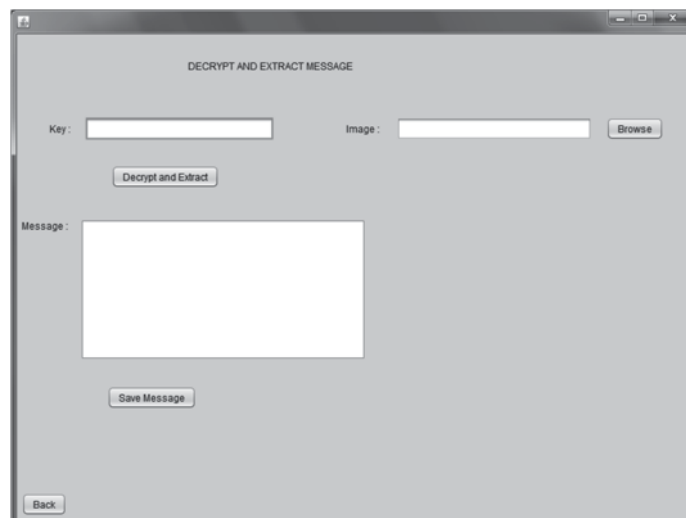 DECRYPT AND EXTRACT MESSAGE
Key : Image : Browse
Decrypt and Extract
Message :
Save Message
Back